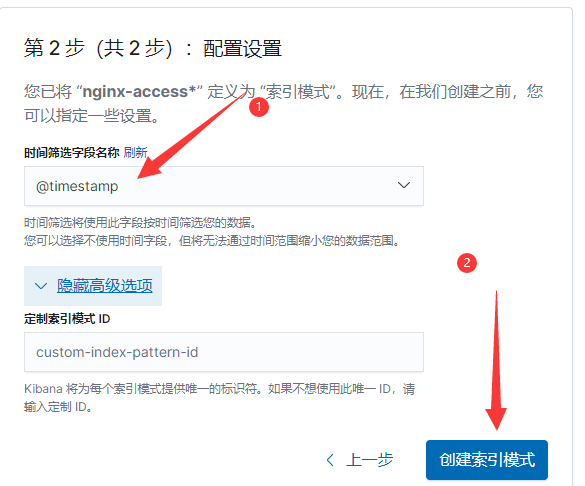 第 2 步（共 2 步）：配置设置
您已将 “nginx-access*” 定义为 “索引模式”。现在，在我们创建之前，您
可以指定一些设置。
1
时间筛选字段名称 刷新
@timestamp
时间筛选将使用此字段按时间筛选您的数据。
您可以选择不使用时间字段，但将无法通过时间范围缩小您的数据范围。
2
隐藏高级选项
定制索引模式 ID
custom-index-pattern-id
Kibana 将为每个索引模式提供唯一的标识符。如果不想使用此唯一 ID，请
输入定制 ID。
上一步 创建索引模式